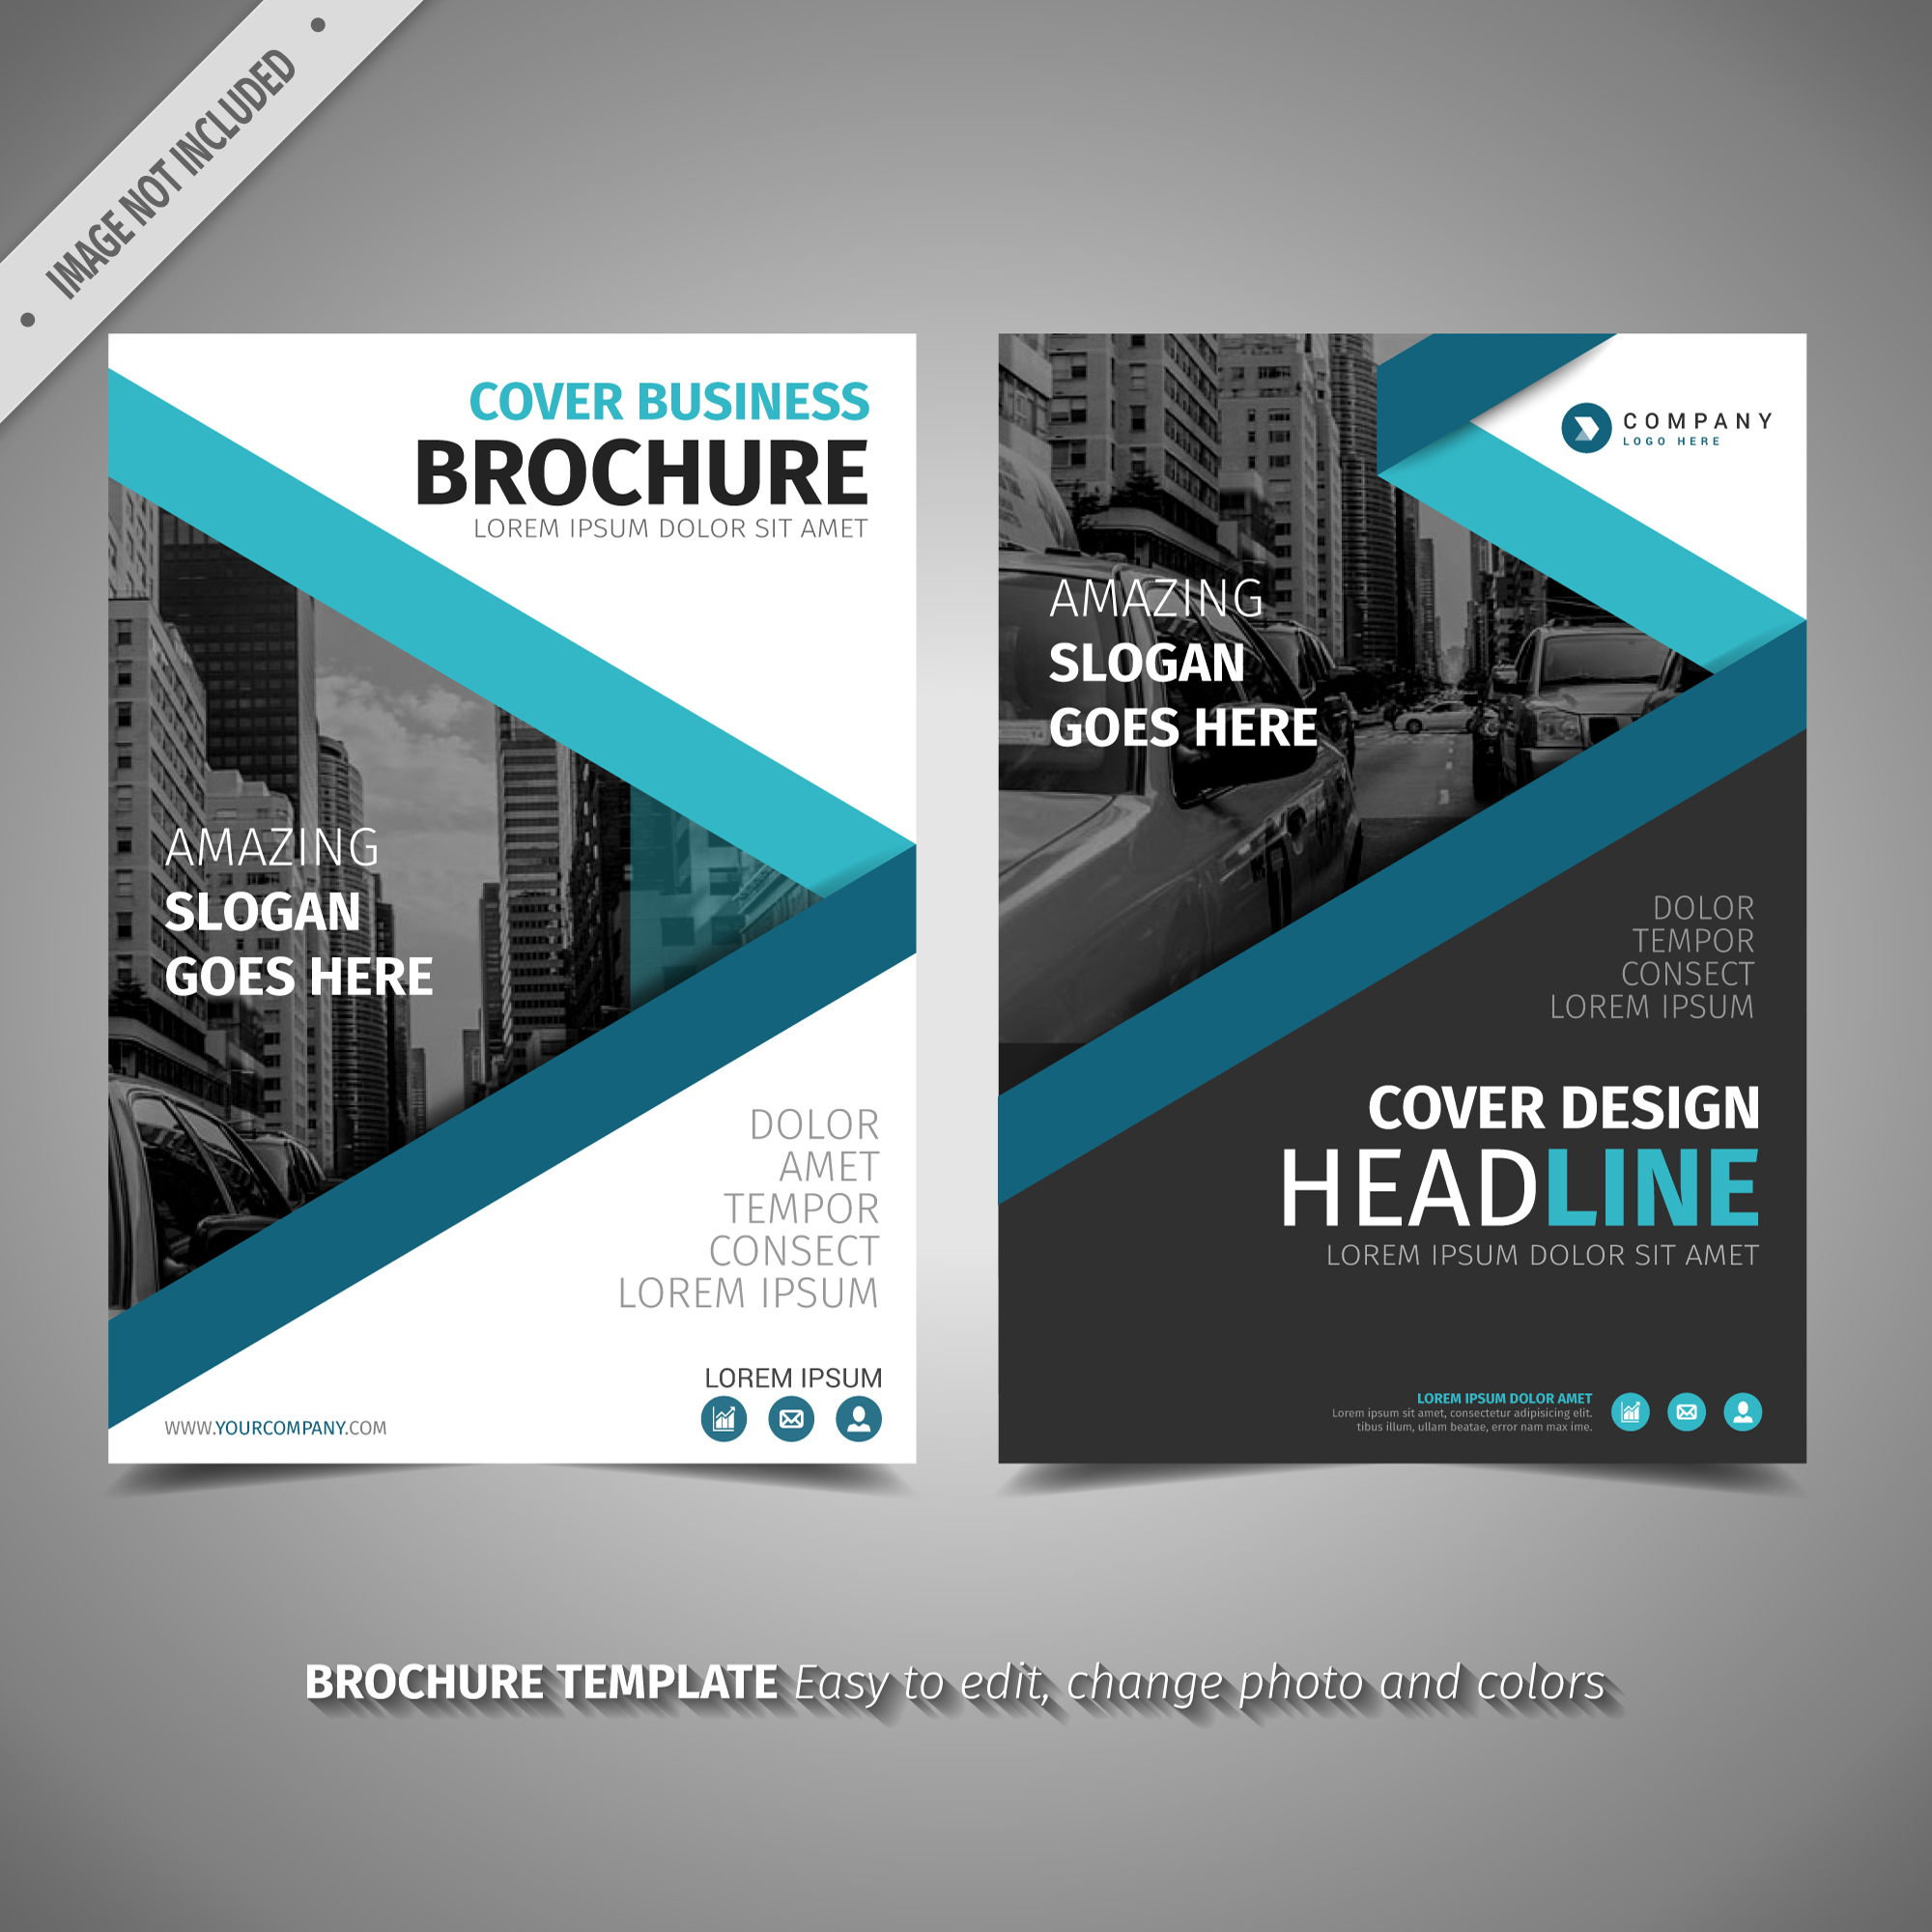 IMAGE NOT INCLUDED
COVER BUSINESS
BROCHURE
LOREM IPSUM DOLOR SIT AMET
AMAZING
SLOGAN
GOES HERE
DOLOR
AMET
TEMPOR
CONSECT
LOREM IPSUM
LOREM IPSUM
WWW.YOURCOMPANY.COM
COMPANY
LOGO HERE
AMAZING
SLOGAN
GOES HERE
DOLOR
TEMPOR
CONSECT
LOREM IPSUM
COVER DESIGN
HEADLINE
LOREM IPSUM DOLOR SIT AMET
LOREM IPSUM DOLOR AMET
Lorem ipsum sit amet, consectetur adipisicing elit.
tibus illum, ullam beatae, error nam max ime.
BROCHURE TEMPLATE Easy to edit, change photo and colors